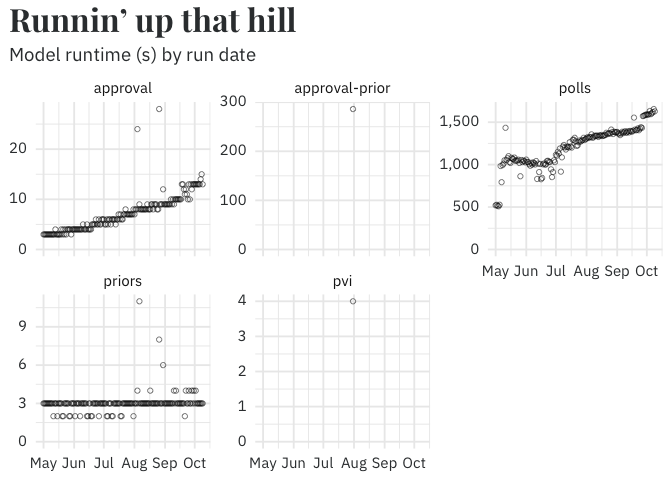 Runnin’ up that hill
Model runtime (s) by run date
approval
approval-prior
polls
20
10
0
300
200
100
0
1,500
1,000
500
0
May Jun Jul Aug Sep Oct
priors
pvi
9
6
3
0
4
3
2
1
0
May Jun Jul Aug Sep Oct
May Jun Jul Aug Sep Oct